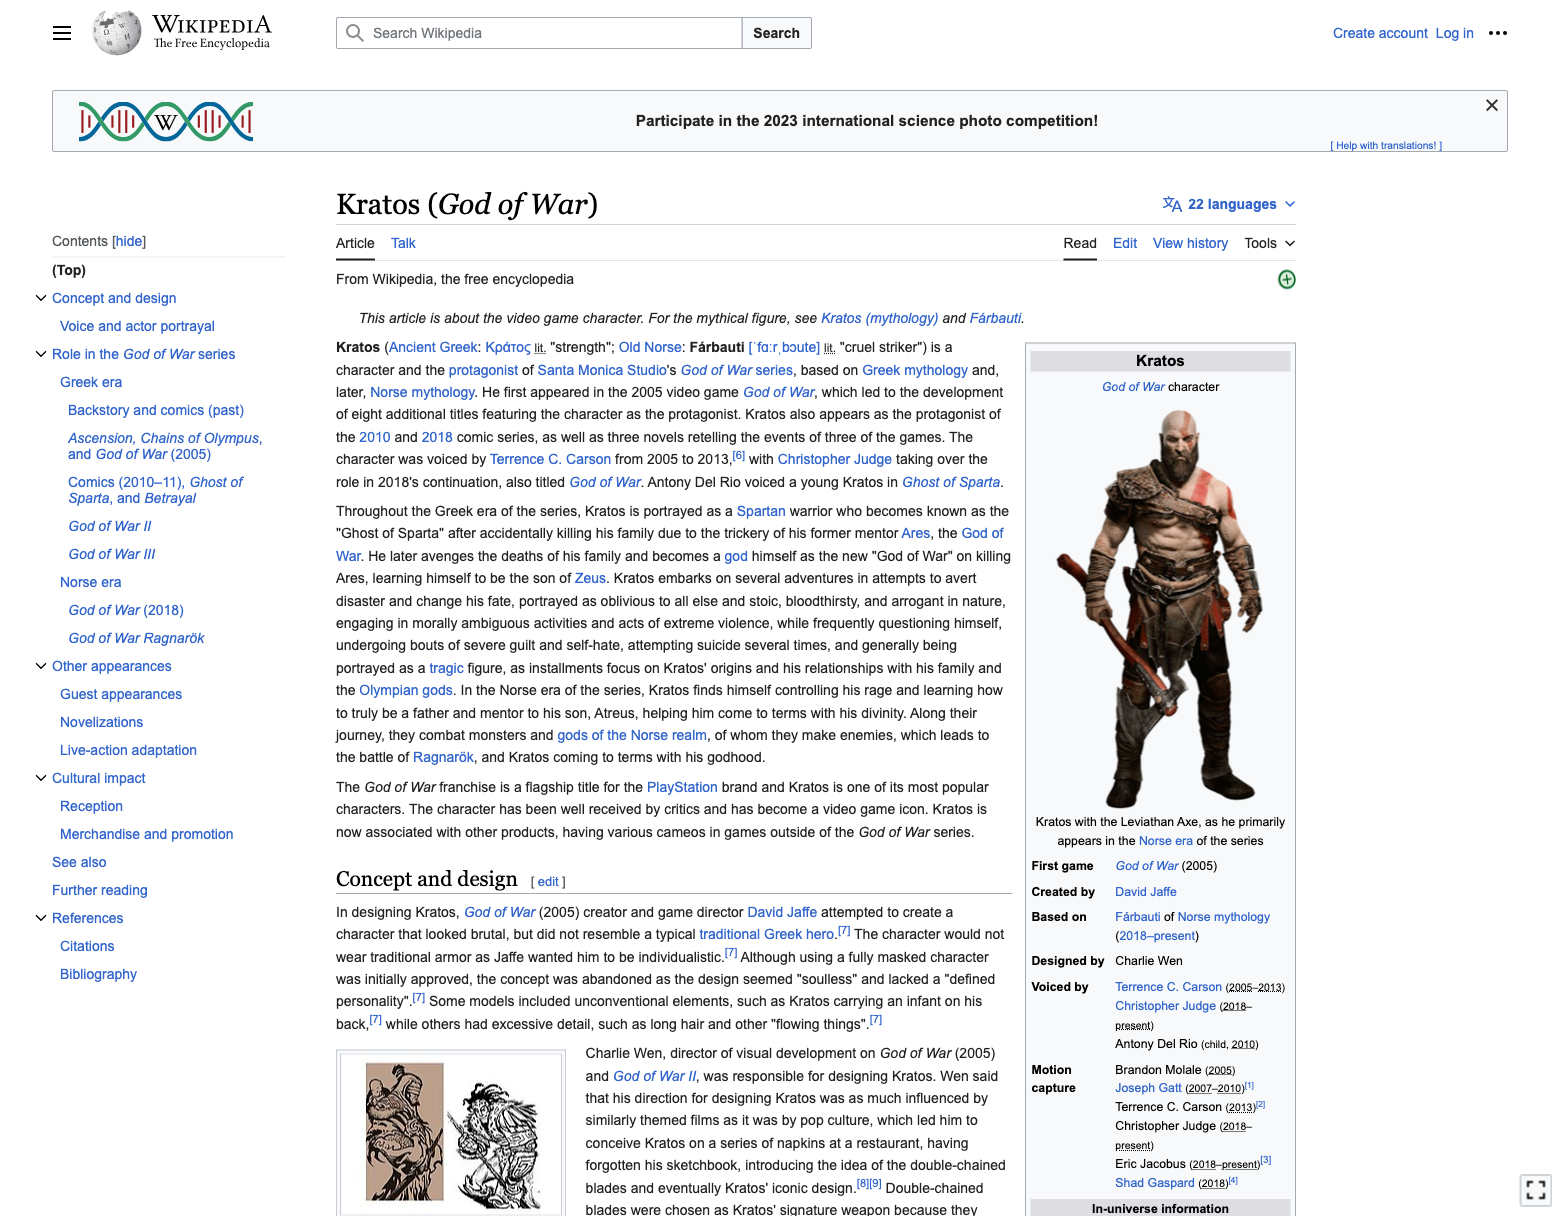 WIKIPEDIA
The Free Encyclopedia
Search Wikipedia
Search
Create account Log in
W
Participate in the 2023 international science photo competition!
[ Help with translations! ]
Kratos (God of War)
22 languages
Article Talk
Read Edit View history Tools
From Wikipedia, the free encyclopedia
Contents [hide]
(Top)
Concept and design
Voice and actor portrayal
Role in the God of War series
Greek era
Backstory and comics (past)
Ascension, Chains of Olympus,
and God of War (2005)
Comics (2010–11), Ghost of
Sparta, and Betrayal
God of War II
God of War III
Norse era
God of War (2018)
God of War Ragnarök
Other appearances
Guest appearances
Novelizations
Live-action adaptation
Cultural impact
Reception
Merchandise and promotion
See also
Further reading
References
Citations
Bibliography
This article is about the video game character. For the mythical figure, see Kratos (mythology) and Fárbauti.
Kratos (Ancient Greek: Κράτος lit. "strength"; Old Norse: Fárbauti [ˈfɑːrˌbɔute] lit. "cruel striker") is a
character and the protagonist of Santa Monica Studio's God of War series, based on Greek mythology and,
later, Norse mythology. He first appeared in the 2005 video game God of War, which led to the development
of eight additional titles featuring the character as the protagonist. Kratos also appears as the protagonist of
the 2010 and 2018 comic series, as well as three novels retelling the events of three of the games. The
character was voiced by Terrence C. Carson from 2005 to 2013,[6] with Christopher Judge taking over the
role in 2018's continuation, also titled God of War. Antony Del Rio voiced a young Kratos in Ghost of Sparta.
Throughout the Greek era of the series, Kratos is portrayed as a Spartan warrior who becomes known as the
"Ghost of Sparta" after accidentally killing his family due to the trickery of his former mentor Ares, the God of
War. He later avenges the deaths of his family and becomes a god himself as the new "God of War" on killing
Ares, learning himself to be the son of Zeus. Kratos embarks on several adventures in attempts to avert
disaster and change his fate, portrayed as oblivious to all else and stoic, bloodthirsty, and arrogant in nature,
engaging in morally ambiguous activities and acts of extreme violence, while frequently questioning himself,
undergoing bouts of severe guilt and self-hate, attempting suicide several times, and generally being
portrayed as a tragic figure, as installments focus on Kratos' origins and his relationships with his family and
the Olympian gods. In the Norse era of the series, Kratos finds himself controlling his rage and learning how
to truly be a father and mentor to his son, Atreus, helping him come to terms with his divinity. Along their
journey, they combat monsters and gods of the Norse realm, of whom they make enemies, which leads to
the battle of Ragnarök, and Kratos coming to terms with his godhood.
The God of War franchise is a flagship title for the PlayStation brand and Kratos is one of its most popular
characters. The character has been well received by critics and has become a video game icon. Kratos is
now associated with other products, having various cameos in games outside of the God of War series.
Concept and design [ edit ]
In designing Kratos, God of War (2005) creator and game director David Jaffe attempted to create a
character that looked brutal, but did not resemble a typical traditional Greek hero.[7] The character would not
wear traditional armor as Jaffe wanted him to be individualistic.[7] Although using a fully masked character
was initially approved, the concept was abandoned as the design seemed "soulless" and lacked a "defined
personality".[7] Some models included unconventional elements, such as Kratos carrying an infant on his
back,[7] while others had excessive detail, such as long hair and other "flowing things".[7]
Charlie Wen, director of visual development on God of War (2005)
and God of War II, was responsible for designing Kratos. Wen said
that his direction for designing Kratos was as much influenced by
similarly themed films as it was by pop culture, which led him to
conceive Kratos on a series of napkins at a restaurant, having
forgotten his sketchbook, introducing the idea of the double-chained
blades and eventually Kratos' iconic design.[8][9] Double-chained
blades were chosen as Kratos' signature weapon because they
Kratos
God of War character
Kratos with the Leviathan Axe, as he primarily
appears in the Norse era of the series
First game God of War (2005)
Created by David Jaffe
Based on Fárbauti of Norse mythology
(2018–present)
Designed by Charlie Wen
Voiced by Terrence C. Carson (2005–2013)
Christopher Judge (2018–
present)
Antony Del Rio (child, 2010)
Motion Brandon Molale (2005)
capture Joseph Gatt (2007–2010)[1]
Terrence C. Carson (2013)[2]
Christopher Judge (2018–
present)
Eric Jacobus (2018–present)[3]
Shad Gaspard (2018)[4]
In-universe information